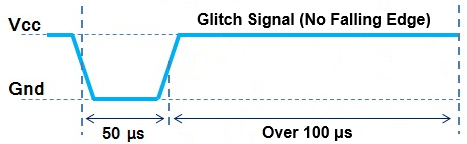 Vcc
Glitch Signal (No Falling Edge)
Gnd
50 µs
Over 100 µs